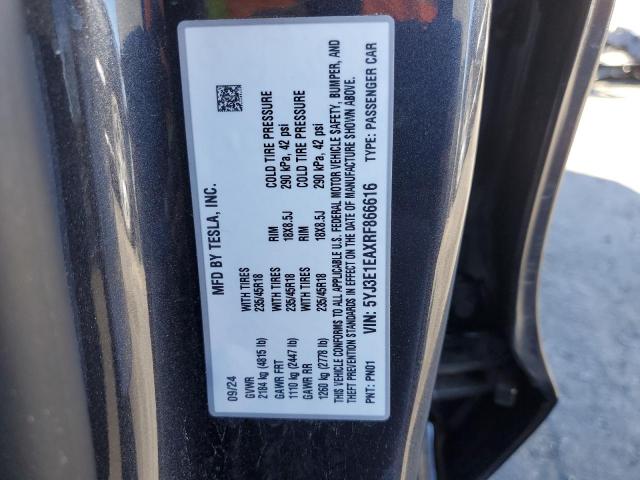 MFD BY TESLA, INC.
09/24
GVWR WITH TIRES RIM COLD TIRE PRESSURE
2184 kg (4815 lb) 235/45R18 18X8.5J 290 kPa, 42 psi
GAWR FRT WITH TIRES RIM COLD TIRE PRESSURE
1110 kg (2447 lb) 235/45R18 18X8.5J 290 kPa, 42 psi
GAWR RR
1260 kg (2778 lb) 235/45R18
THIS VEHICLE CONFORMS TO ALL APPLICABLE U.S. FEDERAL MOTOR VEHICLE SAFETY, BUMPER, AND
THEFT PREVENTION STANDARDS IN EFFECT ON THE DATE OF MANUFACTURE SHOWN ABOVE.
VIN: 5YJ3E1EAXRF866616
PNT: PN01 TYPE: PASSENGER CAR